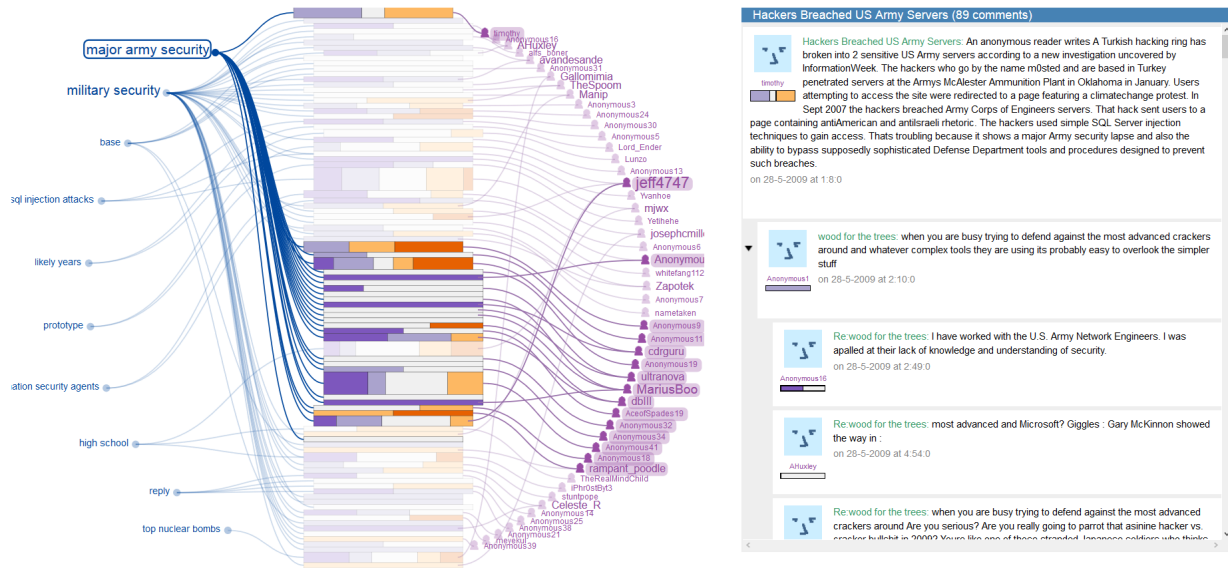 major army security
military security
base
sql injection attacks
likely years
prototype
ation security agents
high school
reply
top nuclear bombs
timothy
Anonymous16
AHuxley
avandesande
Anonymous31
Gallomimia
TheSpoom
Manip
Anonymous3
Anonymous24
Anonymous30
Anonymous5
Lord_Ender
Lunzo
Anonymous13
jeff4747
Yvanhoe
mjwx
Yetihehe
josephcmille
Anonymous6
Anonymou
whitefang112
Zapotek
Anonymous7
nametaken
Anonymous9
Anonymous11
cdrguru
Anonymous19
ultranova
MariusBoo
dbIII
AceofSpades19
Anonymous32
Anonymous34
Anonymous41
Anonymous18
rampant_poodle
TheRealMindChild
iPhr0stByt3
stuntpope
Celeste_R
Anonymous14
Anonymous25
Anonymous38
Anonymous21
meyekul
Anonymous39
Hackers Breached US Army Servers (89 comments)
Hackers Breached US Army Servers: An anonymous reader writes A Turkish hacking ring has
broken into 2 sensitive US Army servers according to a new investigation uncovered by
InformationWeek. The hackers who go by the name m0sted and are based in Turkey
timothy
penetrated servers at the Armys McAlester Ammunition Plant in Oklahoma in January. Users
attempting to access the site were redirected to a page featuring a climatechange protest. In
Sept 2007 the hackers breached Army Corps of Engineers servers. That hack sent users to a
page containing antiAmerican and antiIsraeli rhetoric. The hackers used simple SQL Server injection
techniques to gain access. Thats troubling because it shows a major Army security lapse and also the
ability to bypass supposedly sophisticated Defense Department tools and procedures designed to prevent
such breaches.
on 28-5-2009 at 1:8:0
wood for the trees: when you are busy trying to defend against the most advanced crackers
around and whatever complex tools they are using its probably easy to overlook the simpler
stuff
Anonymous1
on 28-5-2009 at 2:10:0
Re:wood for the trees: I have worked with the U.S. Army Network Engineers. I was
apalled at their lack of knowledge and understanding of security.
on 28-5-2009 at 2:49:0
Anonymous16
Re:wood for the trees: most advanced and Microsoft? Giggles : Gary McKinnon showed
the way in :
on 28-5-2009 at 4:54:0
AHuxley
Re:wood for the trees: when you are busy trying to defend against the most advanced
crackers around Are you serious? Are you really going to parrot that asinine hacker vs.